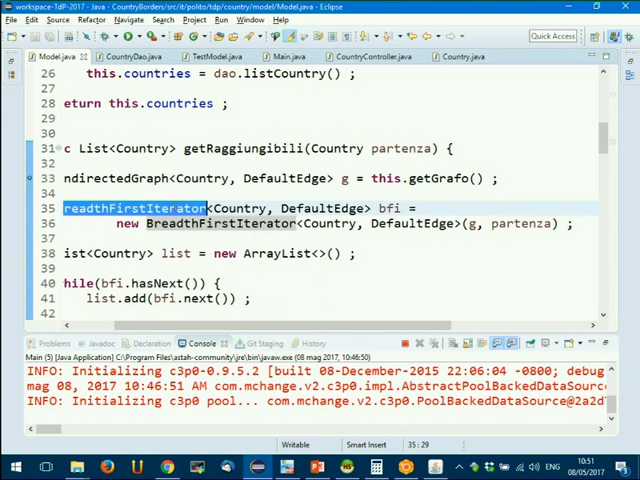 workspace-TdP-2017 - Java - CountryBorders/src/it/polito/tdp/country/model/Model.java - Eclipse
File Edit Source Refactor Navigate Search Project Run Window Help
Quick Access
Model.java CountryDao.java TestModel.java Main.java CountryController.java Country.java
26 this.countries = dao.listCountry() ;
27
28 eturn this.countries ;
29
30
31 c List<Country> getRaggiungibili(Country partenza) {
32
33 ndirectedGraph<Country, DefaultEdge> g = this.getGrafo() ;
34
35 readthFirstIterator<Country, DefaultEdge> bfi =
36 new BreadthFirstIterator<Country, DefaultEdge>(g, partenza) ;
37
38 ist<Country> list = new ArrayList<>() ;
39
40 hile(bfi.hasNext()) {
41 list.add(bfi.next()) ;
42
Problems Javadoc Declaration Console Git Staging History
Main (5) [Java Application] C:\Program Files\astah-community\jre\bin\javaw.exe (08 mag 2017, 10:46:50)
INFO: Initializing c3p0-0.9.5.2 [built 08-December-2015 22:06:04 -0800; debug
mag 08, 2017 10:46:51 AM com.mchange.v2.c3p0.impl.AbstractPoolBackedDataSource
INFO: Initializing c3p0 pool... com.mchange.v2.c3p0.PoolBackedDataSource@2a2d
Writable Smart Insert 35 : 29
10:51
08/05/2017